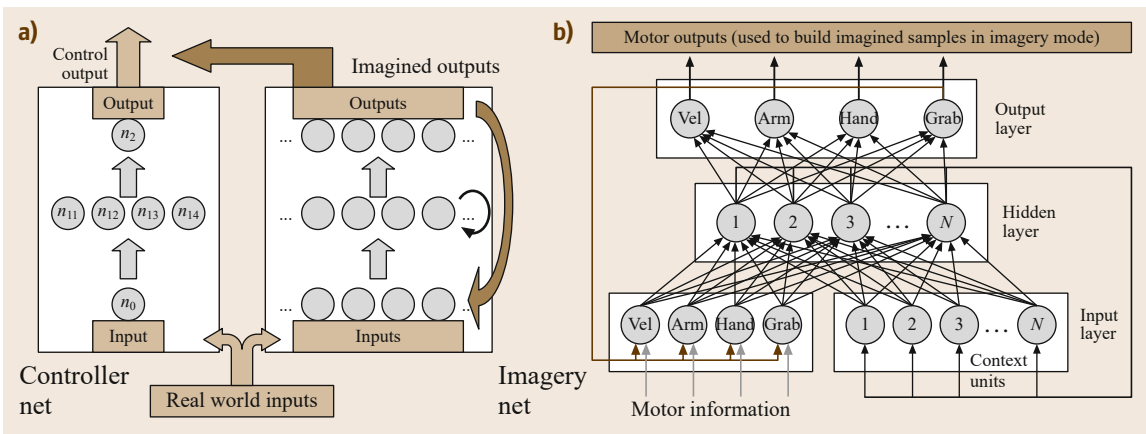 a)
Control
output
Imagined outputs
Output
Outputs
n2
... ...
n11 n12 n13 n14
... ...
n0
... ...
Input
Inputs
Controller
net
Real world inputs
Imagery
net
b)
Motor outputs (used to build imagined samples in imagery mode)
Vel Arm Hand Grab
Output
layer
1 2 3 ... N
Hidden
layer
Vel Arm Hand Grab
1 2 3 ... N
Input
layer
Context
units
Motor information